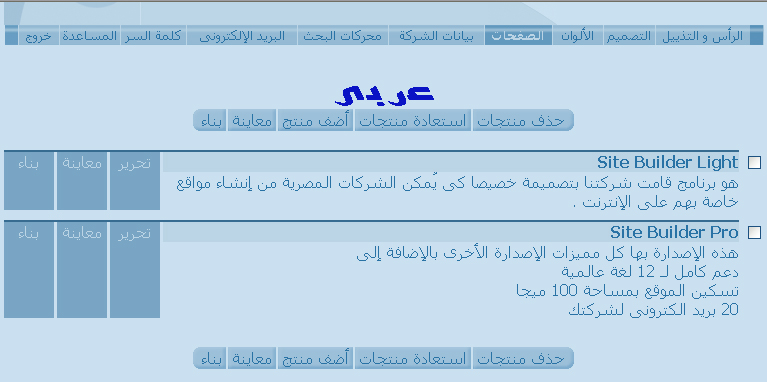 الرأس و التذييل التصميم الألوان الصفحات بيانات الشركة محركات البحث البريد الإلكترونى كلمة السر المساعدة خروج
عربى
حذف منتجات استعادة منتجات أضف منتج معاينة بناء
Site Builder Light تحرير معاينة بناء
هو برنامج قامت شركتنا بتصميمة خصيصا كى يُمكن الشركات المصرية من إنشاء مواقع
خاصة بهم على الإنترنت .
Site Builder Pro تحرير معاينة بناء
هذه الإصدارة بها كل مميزات الإصدارة الأخرى بالإضافة إلى
دعم كامل لـ 12 لغة عالمية
تسكين الموقع بمساحة 100 ميجا
20 بريد الكترونى لشركتك
حذف منتجات استعادة منتجات أضف منتج معاينة بناء